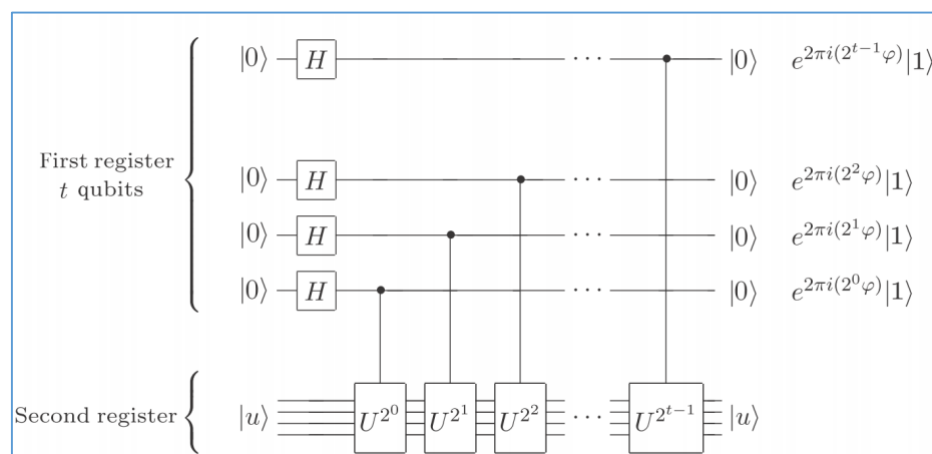 |0⟩ H ··· |0⟩ e^{2πi(2^{t−1}φ)}|1⟩
First register
t qubits
|0⟩ H ··· |0⟩ e^{2πi(2^2φ)}|1⟩
|0⟩ H ··· |0⟩ e^{2πi(2^1φ)}|1⟩
|0⟩ H ··· |0⟩ e^{2πi(2^0φ)}|1⟩
Second register |u⟩ U^{2^0} U^{2^1} U^{2^2} ··· U^{2^{t−1}} |u⟩